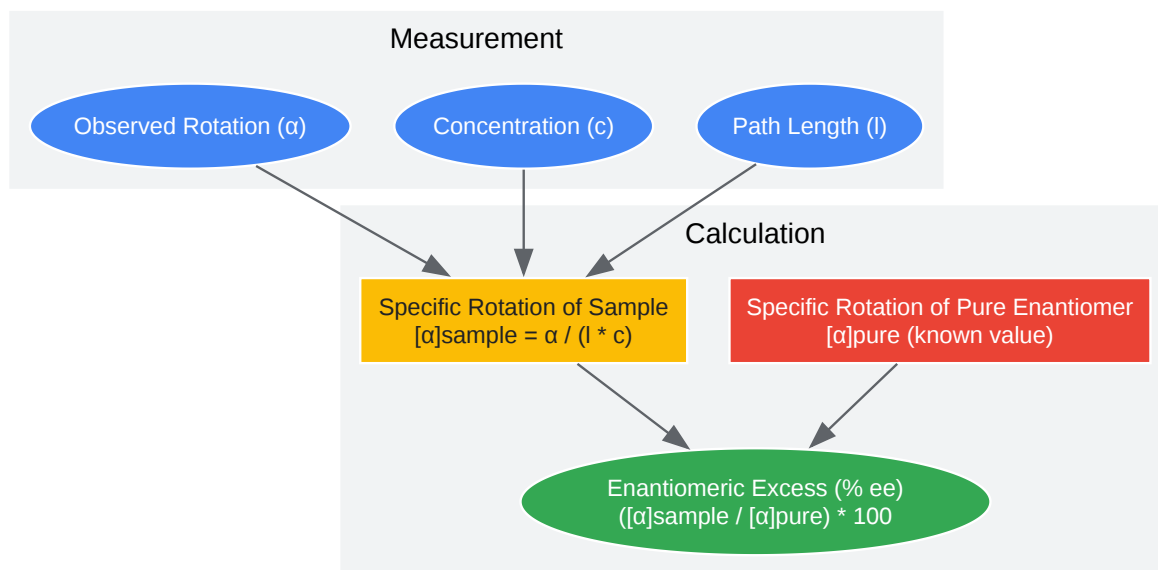 Measurement
Observed Rotation (α)
Concentration (c)
Path Length (l)
Calculation
Specific Rotation of Sample
[α]sample = α / (l * c)
Specific Rotation of Pure Enantiomer
[α]pure (known value)
Enantiomeric Excess (% ee)
([α]sample / [α]pure) * 100